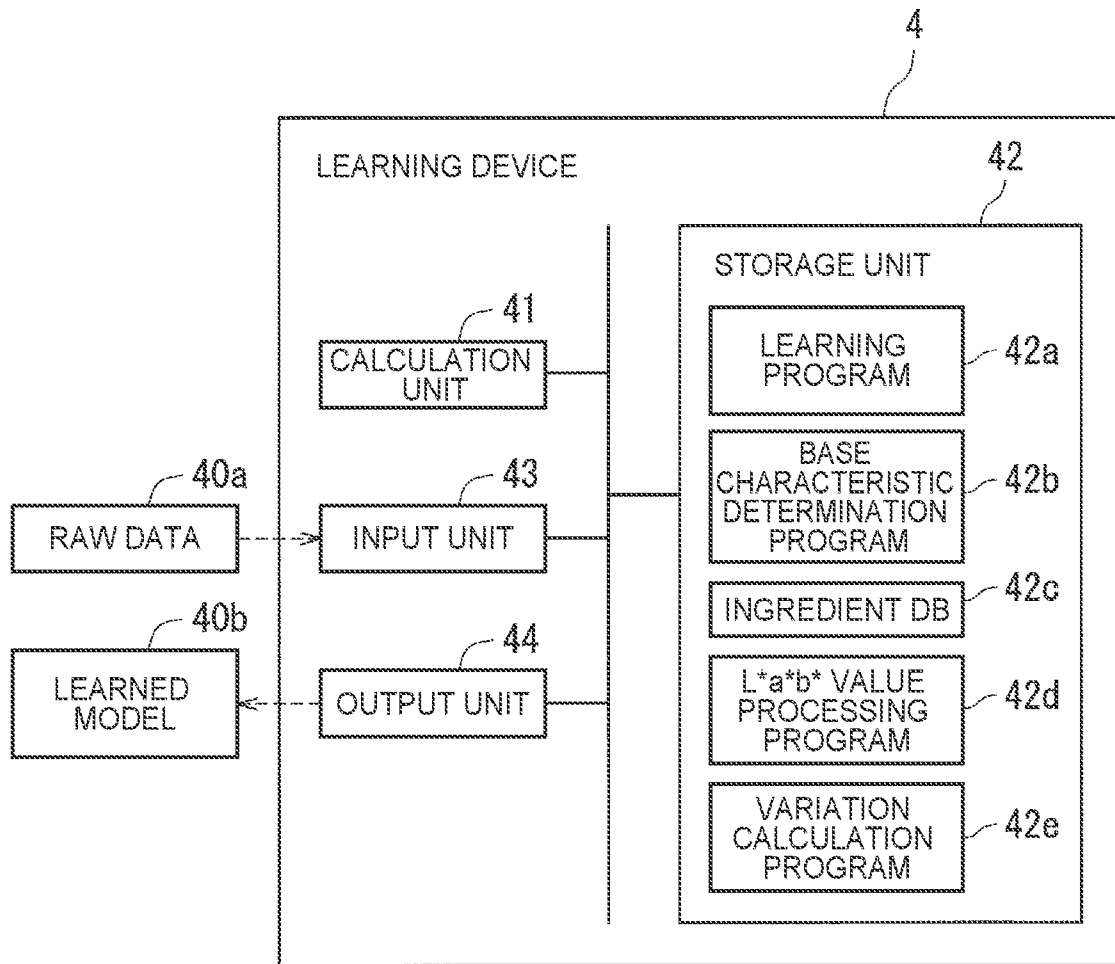 4
LEARNING DEVICE
42
STORAGE UNIT
41
CALCULATION
UNIT
LEARNING
PROGRAM
42a
BASE
CHARACTERISTIC
DETERMINATION
PROGRAM
42b
40a
RAW DATA
43
INPUT UNIT
INGREDIENT DB
42c
40b
LEARNED
MODEL
44
OUTPUT UNIT
L*a*b* VALUE
PROCESSING
PROGRAM
42d
VARIATION
CALCULATION
PROGRAM
42e